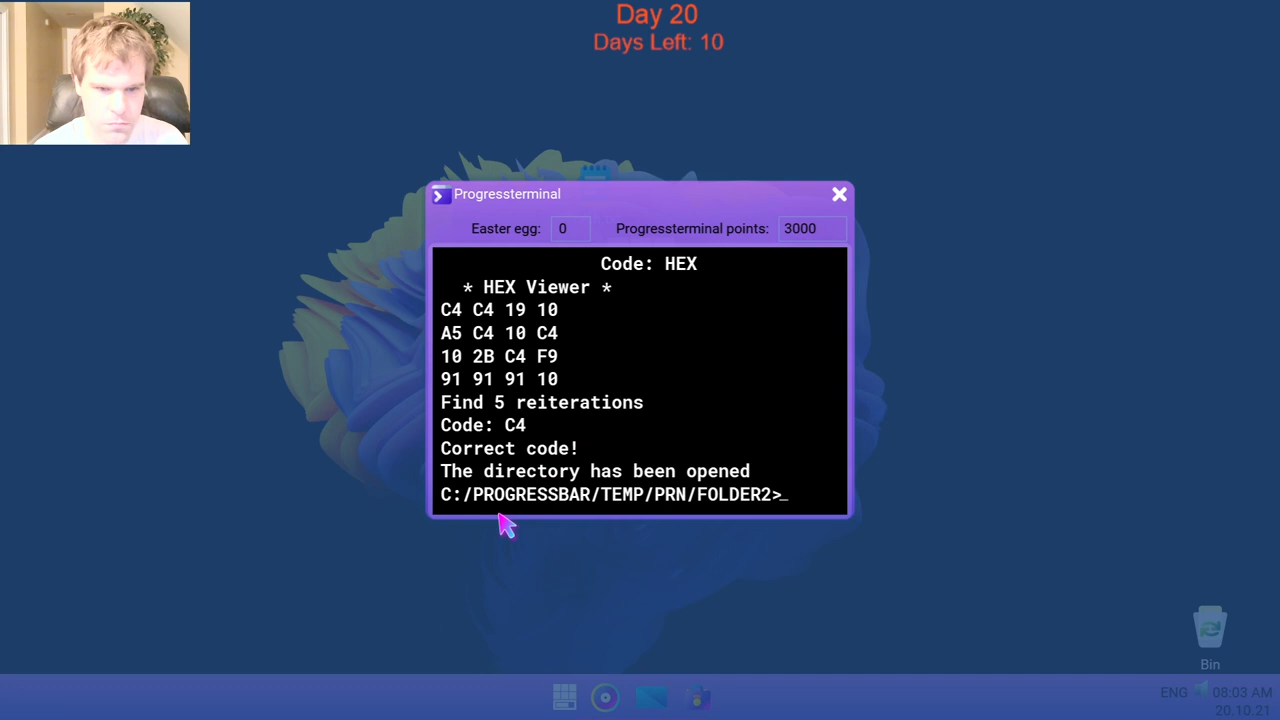 Day 20
Days Left: 10
Progressterminal
Easter egg: 0 Progressterminal points: 3000
Code: HEX
* HEX Viewer *
C4 C4 19 10
A5 C4 10 C4
10 2B C4 F9
91 91 91 10
Find 5 reiterations
Code: C4
Correct code!
The directory has been opened
C:/PROGRESSBAR/TEMP/PRN/FOLDER2>_
Bin
ENG 08:03 AM
20.10.21